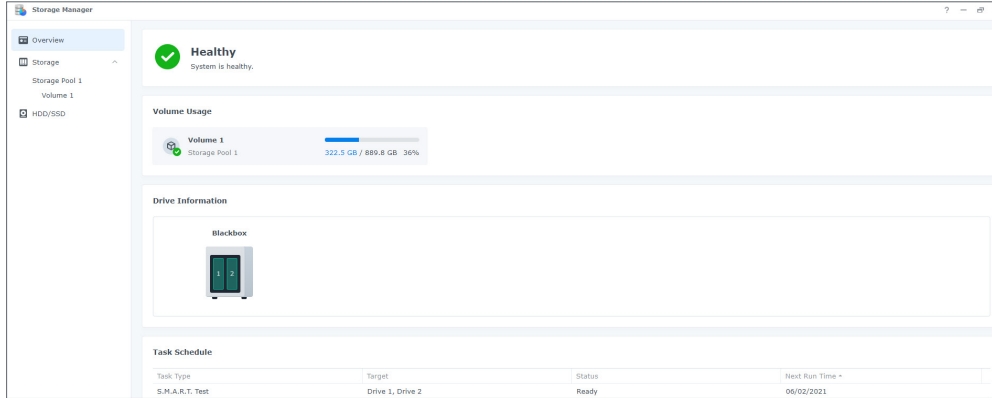 Storage Manager
? — 
Overview
Storage
Storage Pool 1
Volume 1
HDD/SSD
Healthy
System is healthy.
Volume Usage
Volume 1
Storage Pool 1
322.5 GB / 889.8 GB 36%
Drive Information
Blackbox
1 2
Task Schedule
Task Type Target Status Next Run Time
S.M.A.R.T. Test Drive 1, Drive 2 Ready 06/02/2021